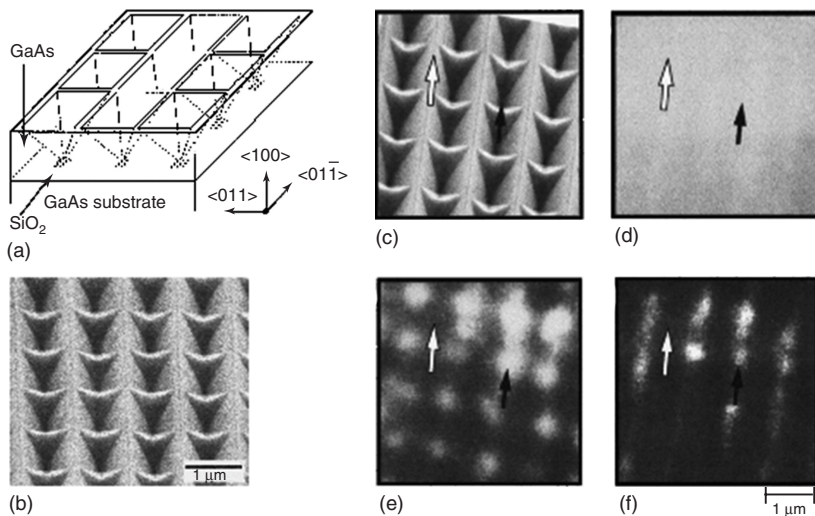 GaAs
<100>
<011̄>
<011>
GaAs substrate
SiO₂
(a)
(c)
(d)
1 μm
(b)
(e)
(f)
1 μm